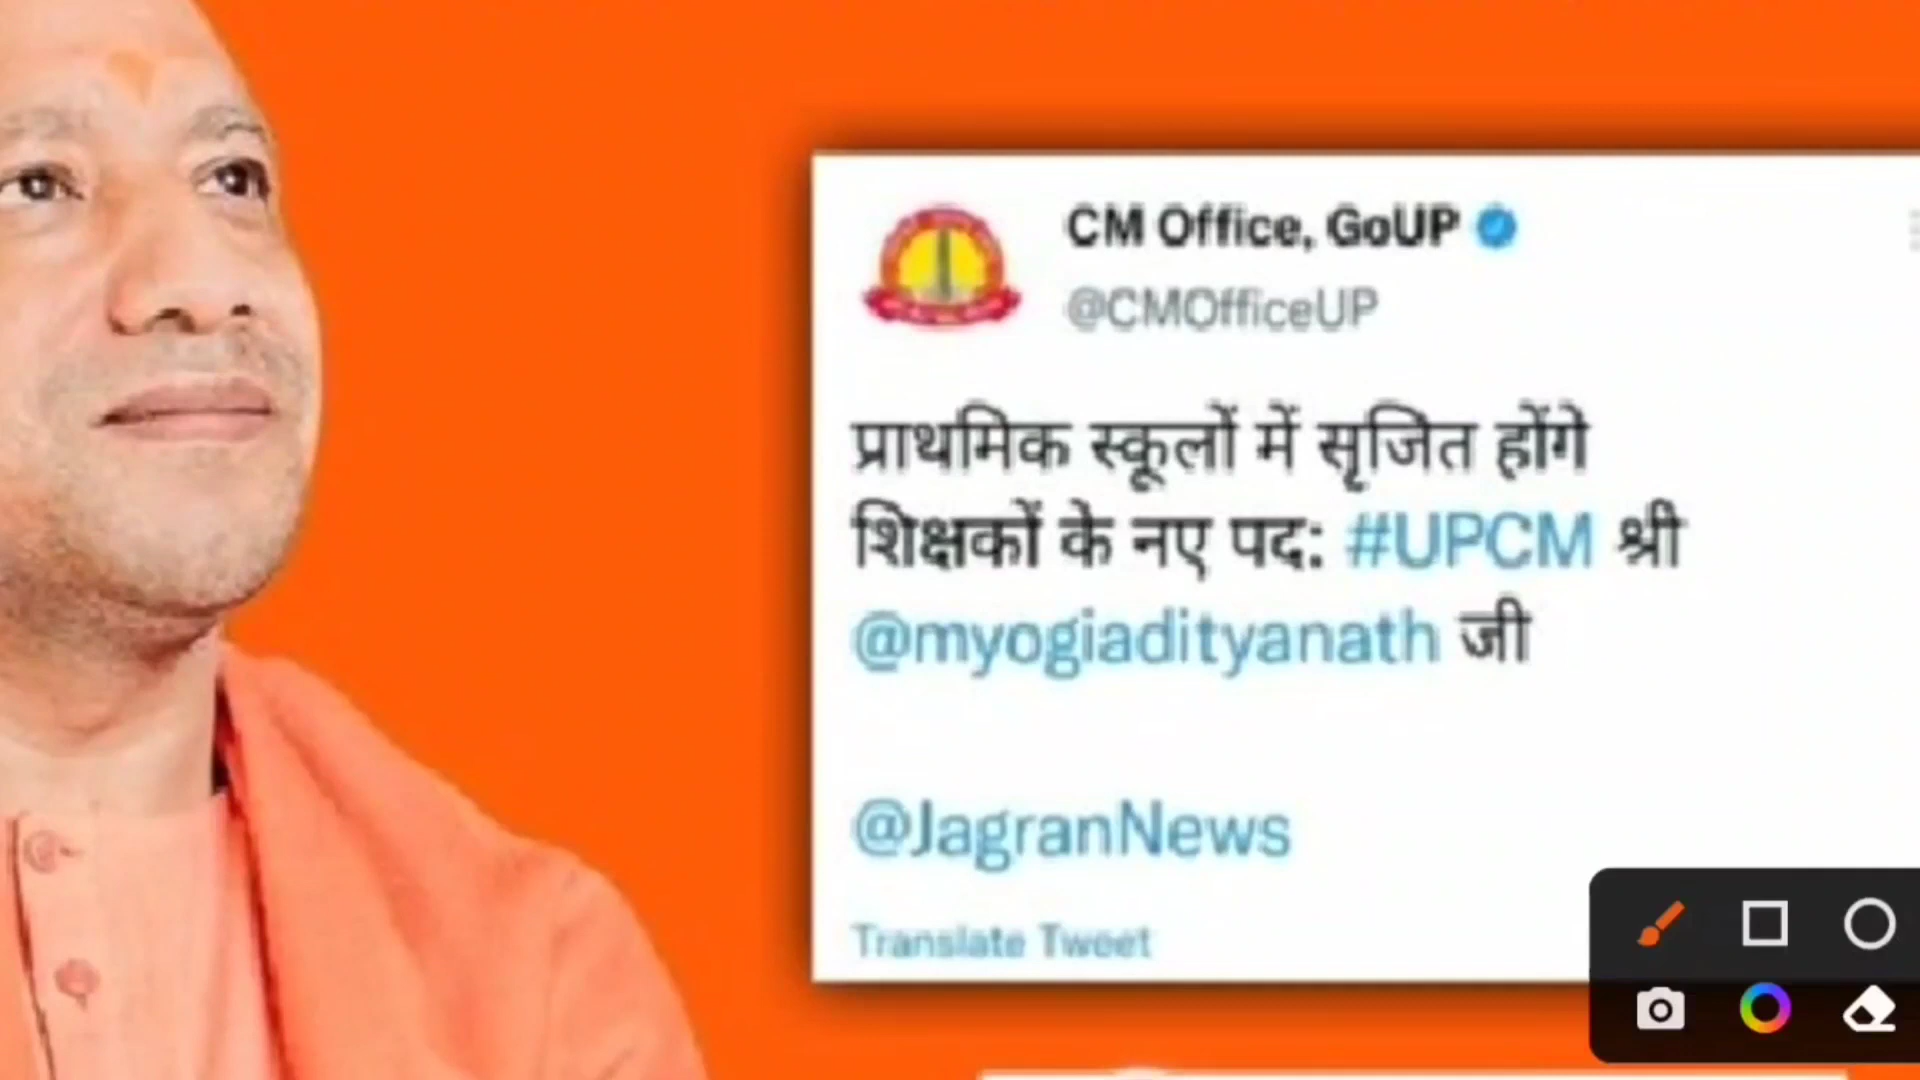 CM Office, GoUP
@CMOfficeUP
प्राथमिक स्कूलों में सृजित होंगे
शिक्षकों के नए पद: #UPCM श्री
@myogiadityanath जी
@JagranNews
Translate Tweet